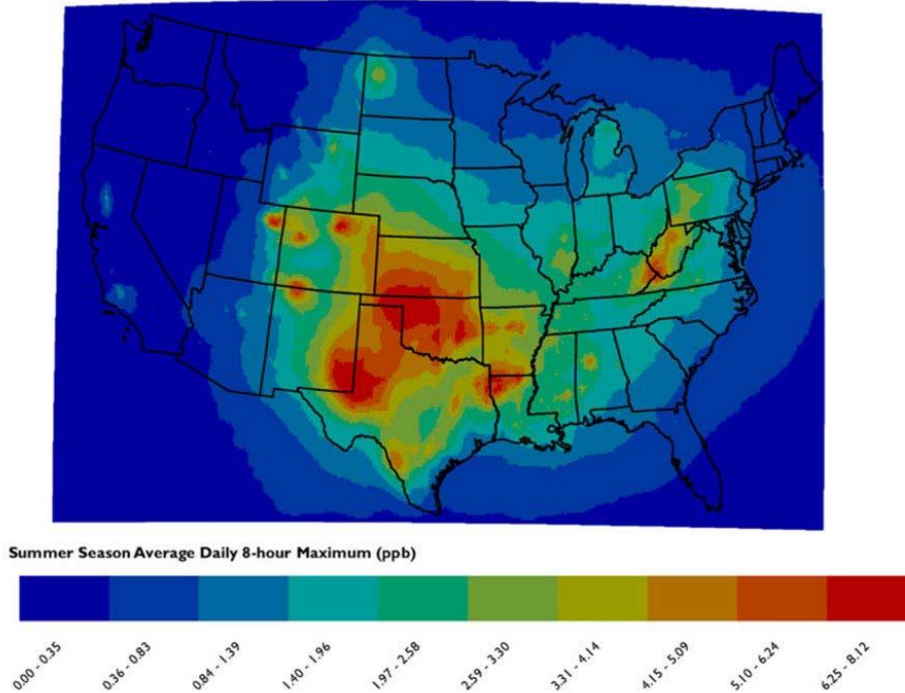 Summer Season Average Daily 8-hour Maximum (ppb)
0.00 - 0.35
0.36 - 0.83
0.84 - 1.39
1.40 - 1.96
1.97 - 2.58
2.59 - 3.30
3.31 - 4.14
4.15 - 5.09
5.10 - 6.24
6.25 - 8.12